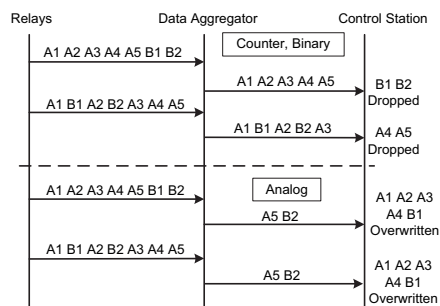 Relays Data Aggregator Control Station
Counter, Binary
A1 A2 A3 A4 A5 B1 B2
A1 A2 A3 A4 A5
B1 B2
Dropped
A1 B1 A2 B2 A3 A4 A5
A1 B1 A2 B2 A3
A4 A5
Dropped
A1 A2 A3 A4 A5 B1 B2
Analog
A5 B2
A1 A2 A3
A4 B1
Overwritten
A1 B1 A2 B2 A3 A4 A5
A5 B2
A1 A2 A3
A4 B1
Overwritten